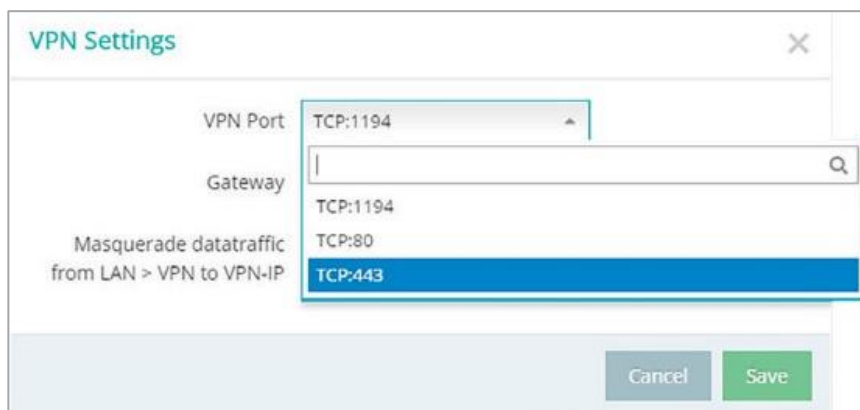 VPN Settings
VPN Port
TCP:1194
Gateway
TCP:1194
TCP:80
Masquerade datatraffic
from LAN > VPN to VPN-IP
TCP:443
Cancel
Save